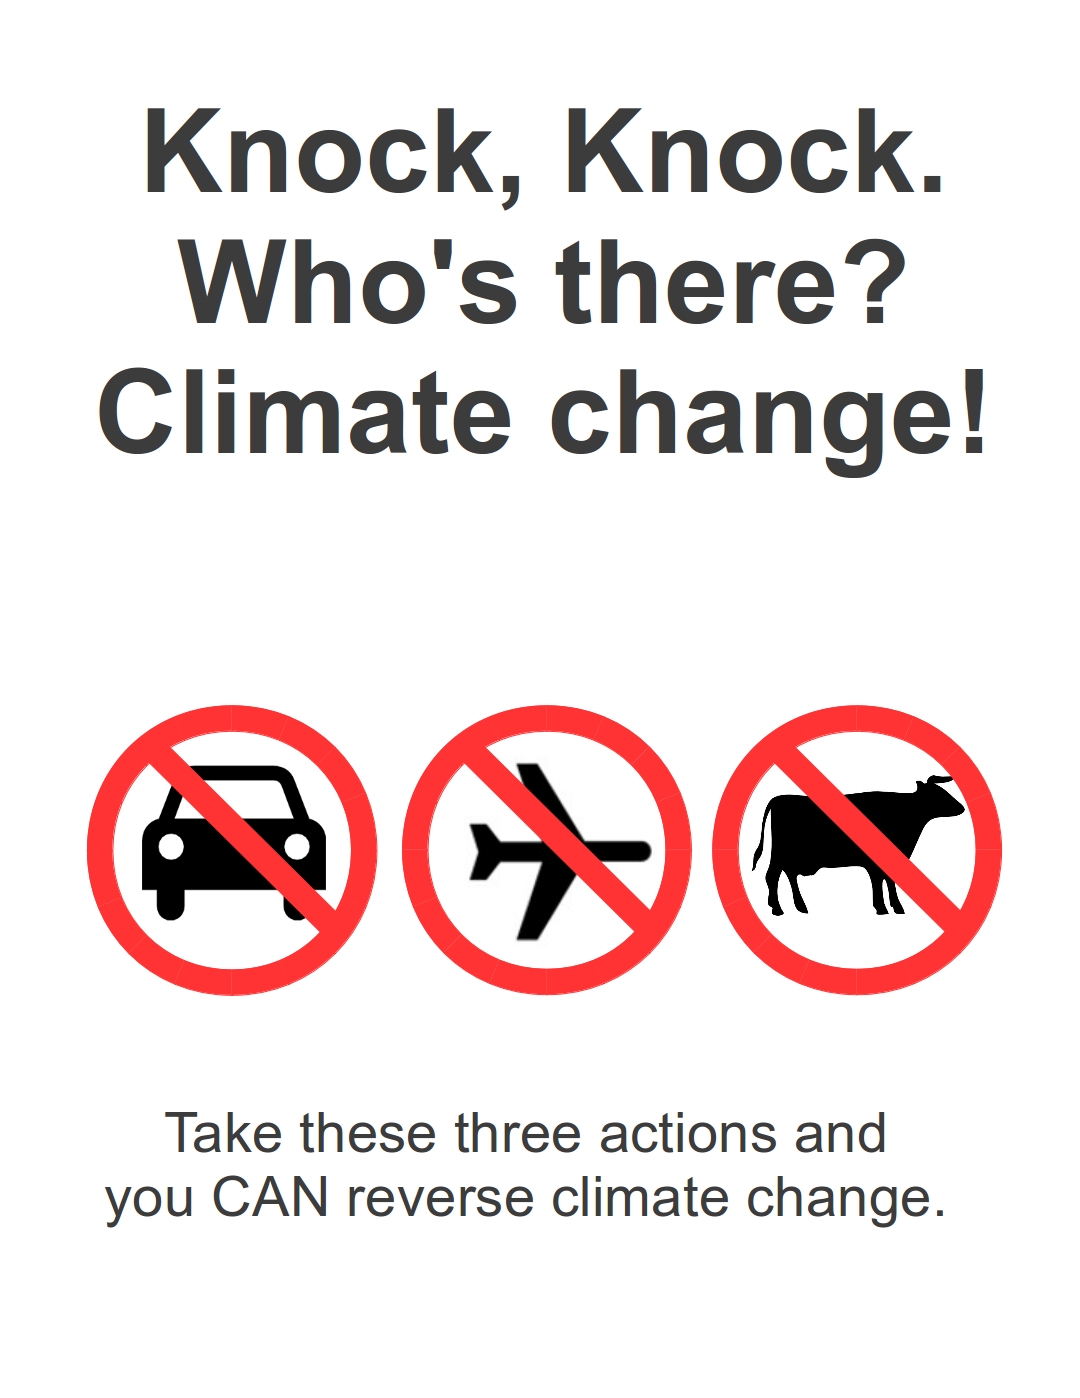 Knock, Knock.
Who's there?
Climate change!
Take these three actions and
you CAN reverse climate change.